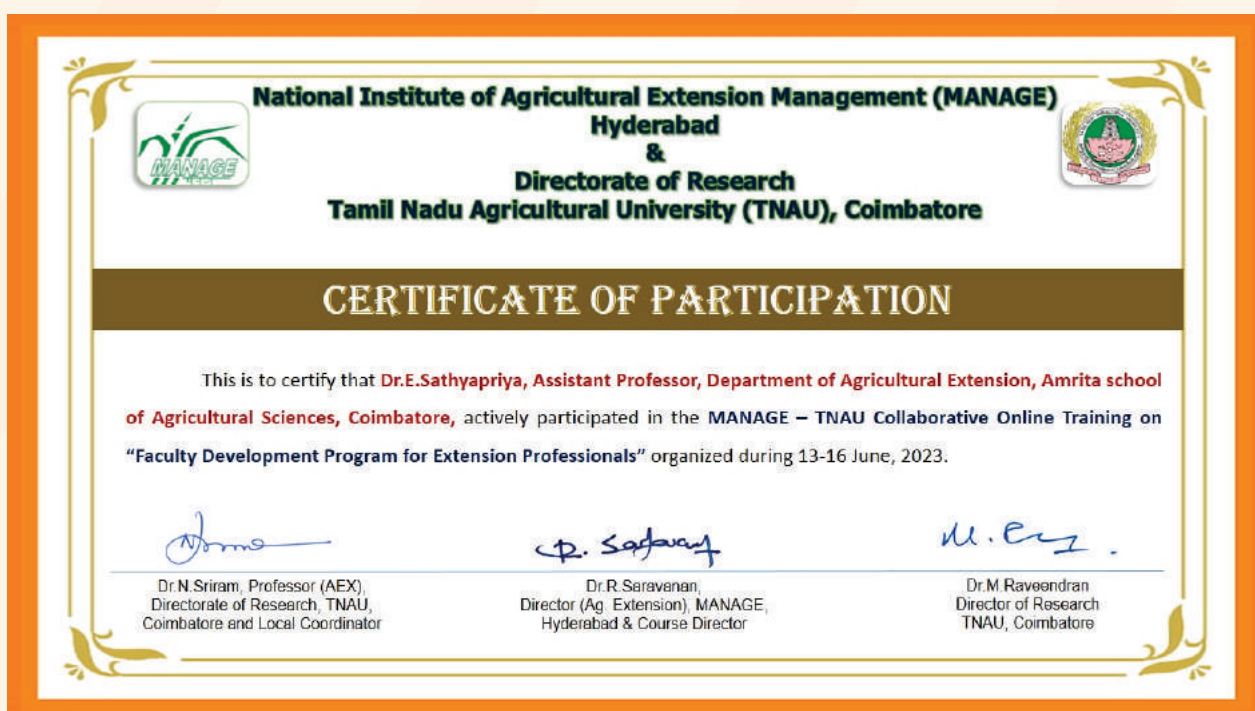 National Institute of Agricultural Extension Management (MANAGE)
Hyderabad
&
Directorate of Research
Tamil Nadu Agricultural University (TNAU), Coimbatore
MANAGE
CERTIFICATE OF PARTICIPATION
This is to certify that Dr.E.Sathyapriya, Assistant Professor, Department of Agricultural Extension, Amrita school
of Agricultural Sciences, Coimbatore, actively participated in the MANAGE – TNAU Collaborative Online Training on
“Faculty Development Program for Extension Professionals” organized during 13-16 June, 2023.
Dr.N.Sriram, Professor (AEX),
Directorate of Research, TNAU,
Coimbatore and Local Coordinator
Dr.R.Saravanan,
Director (Ag. Extension), MANAGE,
Hyderabad & Course Director
Dr.M.Raveendran
Director of Research
TNAU, Coimbatore